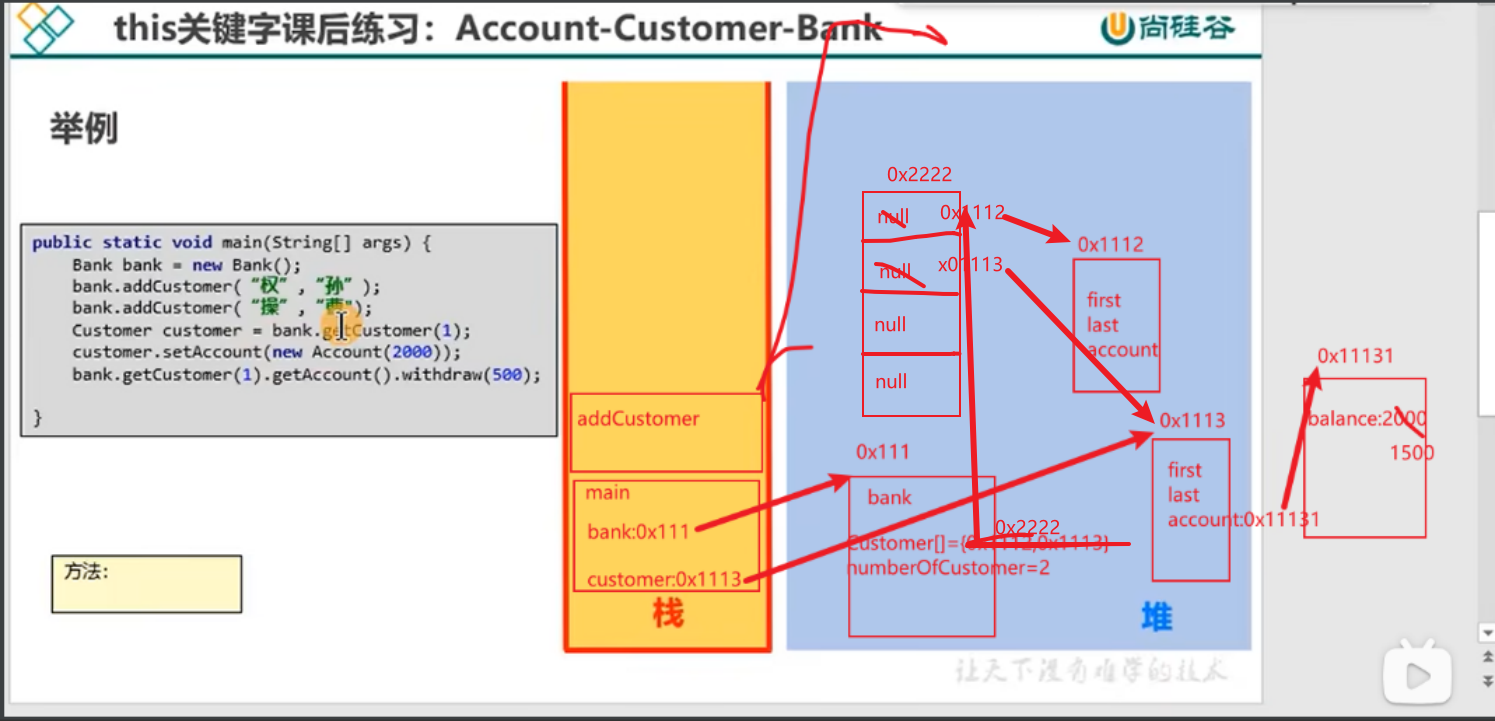 this关键字课后练习：Account-Customer-Bank
尚硅谷
举例
public static void main(String[] args) {
Bank bank = new Bank();
bank.addCustomer( “权” , “孙” );
bank.addCustomer( “操” , “曹”);
Customer customer = bank.getCustomer(1);
customer.setAccount(new Account(2000));
bank.getCustomer(1).getAccount().withdraw(500);
}
方法：
addCustomer
main
bank:0x111
customer:0x1113
栈
0x2222
null 0x1112
null x01113
null
null
0x1112
first
last
account
0x111
bank
0x2222
Customer[]={0x1112,0x1113}
numberOfCustomer=2
0x1113
first
last
account:0x11131
堆
0x11131
balance:2000
1500
让天下没有难学的技术